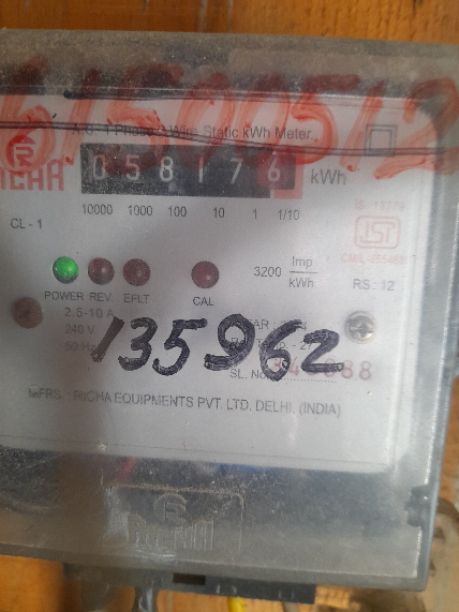 61500512
A.C. 1 Phase 2 Wire Static kWh Meter.
RICHA 058176 kWh
10000 1000 100 10 1 1/10
CL - 1
IS - 13779
ISI
3200 Imp/kWh
POWER REV. EFLT CAL
RS : 12
2.5-10 A
240 V
50 Hz
135962
SL. No.
MFRS. : RICHA EQUIPMENTS PVT. LTD. DELHI. (INDIA)
RICHA